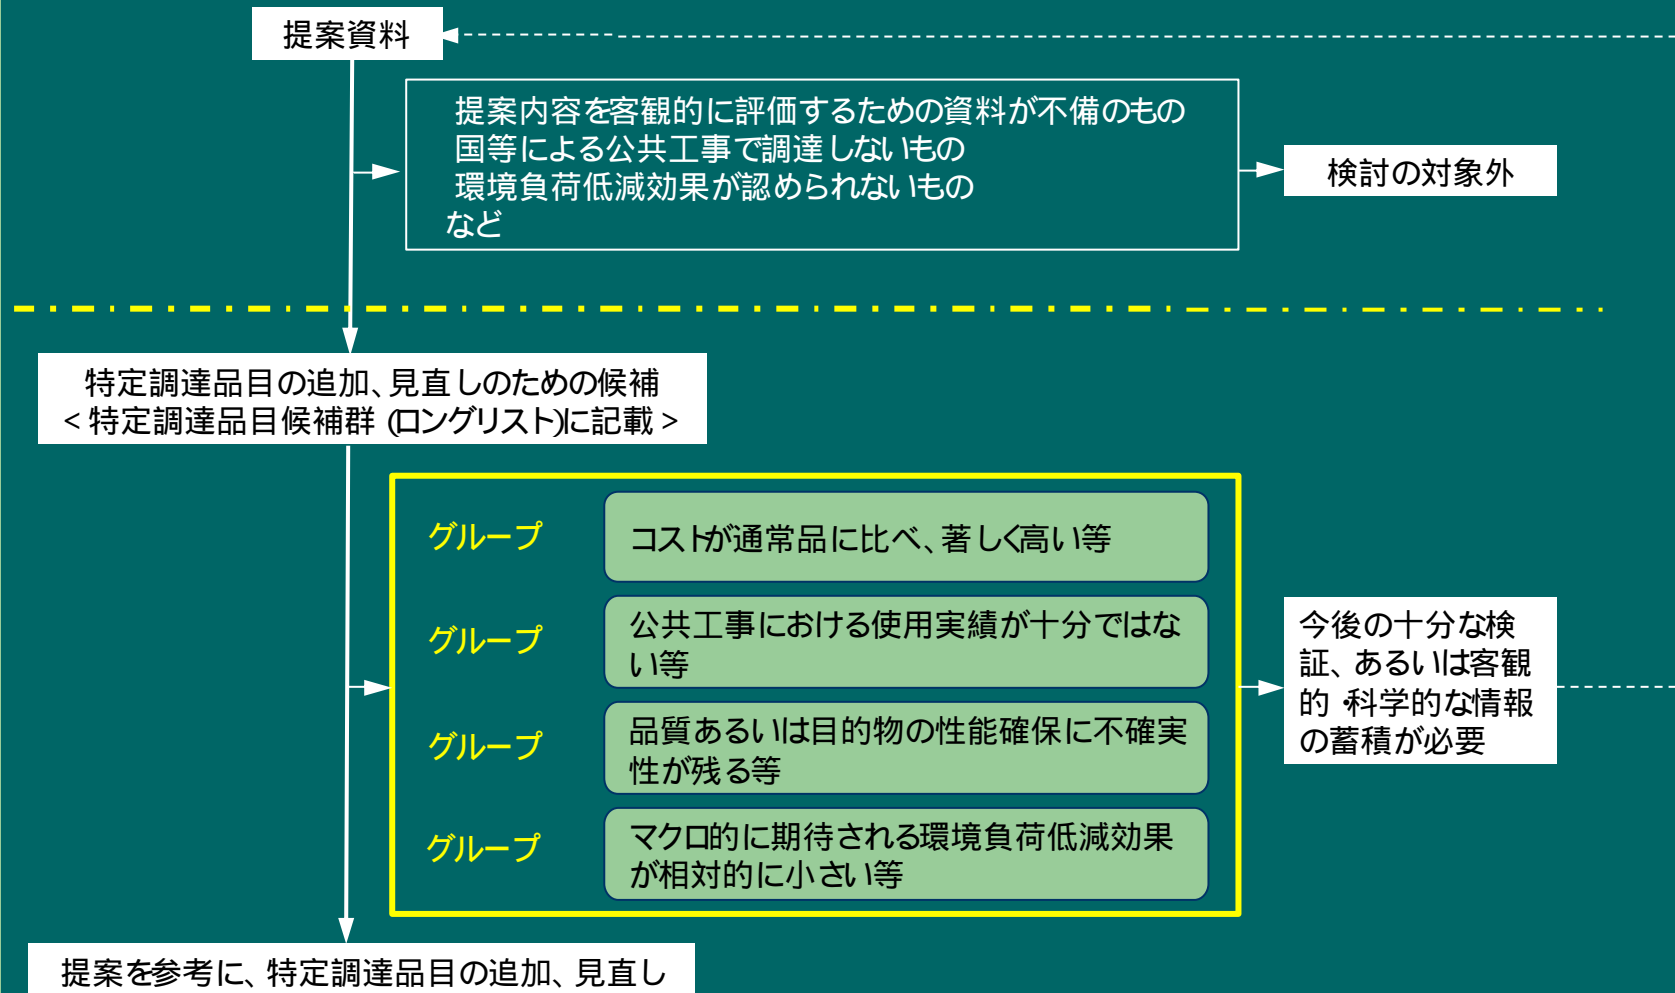 提案資料
提案内容を客観的に評価するための資料が不備のもの
国等による公共工事で調達しないもの
環境負荷低減効果が認められないもの
など
検討の対象外
特定調達品目の追加、見直しのための候補
<特定調達品目候補群(ロングリスト)に記載>
グループ
コストが通常品に比べ、著しく高い等
グループ
公共工事における使用実績が十分ではな
い等
グループ
品質あるいは目的物の性能確保に不確実
性が残る等
グループ
マクロ的に期待される環境負荷低減効果
が相対的に小さい等
今後の十分な検
証、あるいは客観
的・科学的な情報
の蓄積が必要
提案を参考に、特定調達品目の追加、見直し